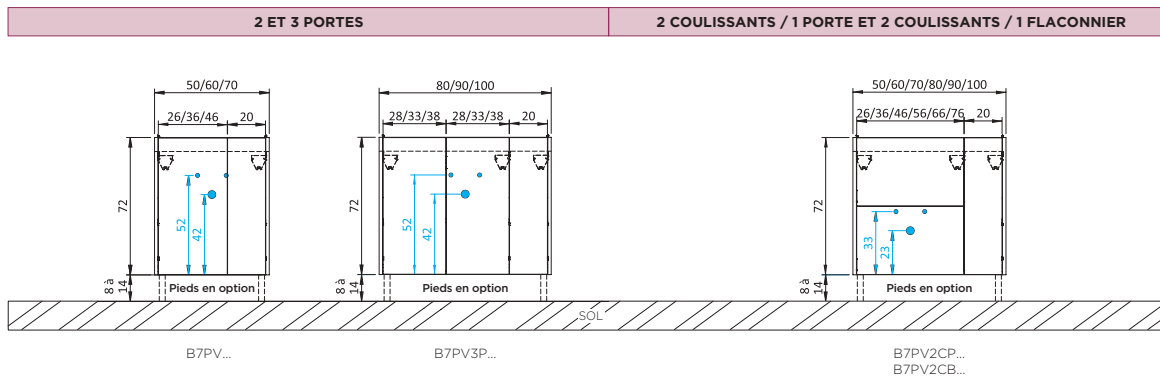 2 ET 3 PORTES
2 COULISSANTS / 1 PORTE ET 2 COULISSANTS / 1 FLACONNIER
50/60/70
26/36/46
20
72
52
42
8 à 14
Pieds en option
80/90/100
28/33/38
28/33/38
20
72
52
42
8 à 14
Pieds en option
50/60/70/80/90/100
26/36/46/56/66/76
20
72
33
23
8 à 14
Pieds en option
SOL
B7PV...
B7PV3P...
B7PV2CP...
B7PV2CB...